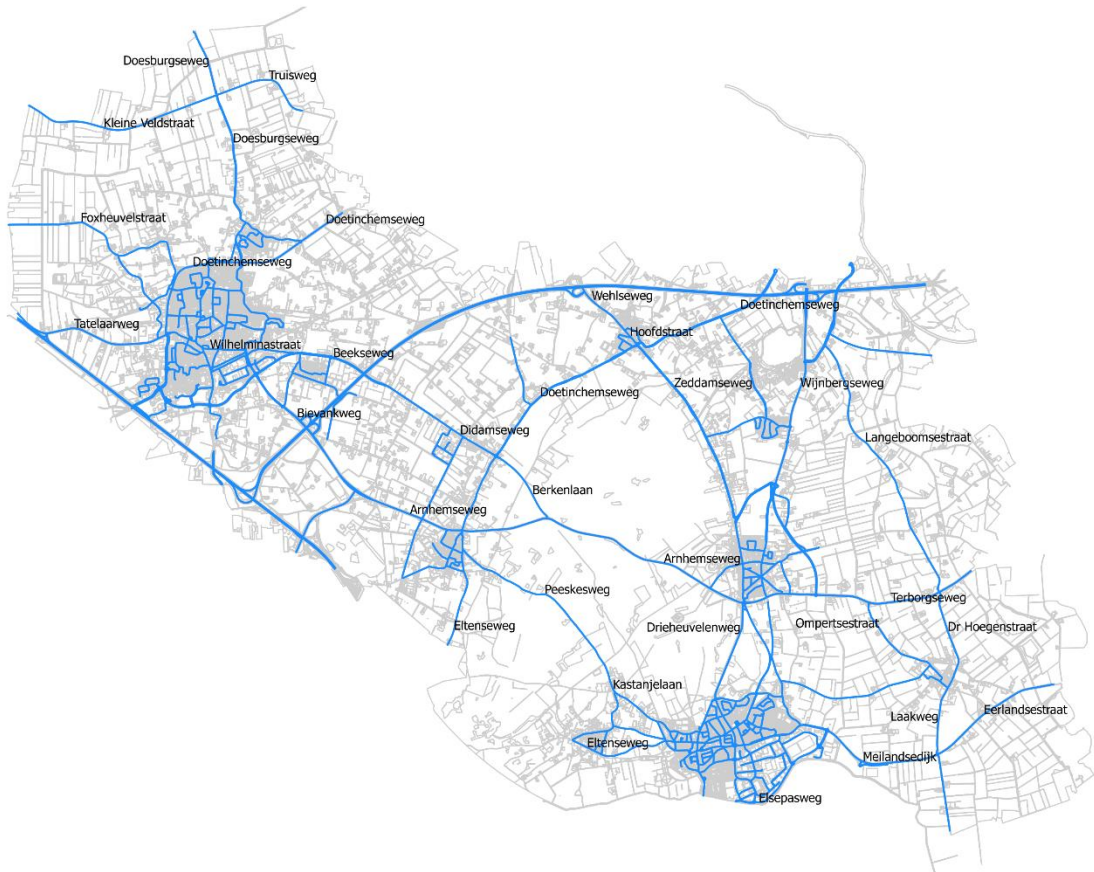 Doesburgseweg
Truisweg
Kleine Veldstraat
Doesburgseweg
Foxheuvelstraat
Doetinchemseweg
Doetinchemseweg
Wehlseweg
Doetinchemseweg
Tatelaarweg
Hoofdstraat
Wilhelminastraat
Beekseweg
Zeddamseweg
Wijnbergseweg
Doetinchemseweg
Bievankweg
Didamseweg
Langeboomsestraat
Berkenlaan
Arnhemseweg
Arnhemseweg
Peeskesweg
Terborgseweg
Eltenseweg
Drieheuvelenweg
Ompertsestraat
Dr Hoegenstraat
Kastanjelaan
Eerlandsestraat
Laakweg
Eltenseweg
Meilandsedijk
Elsepasweg